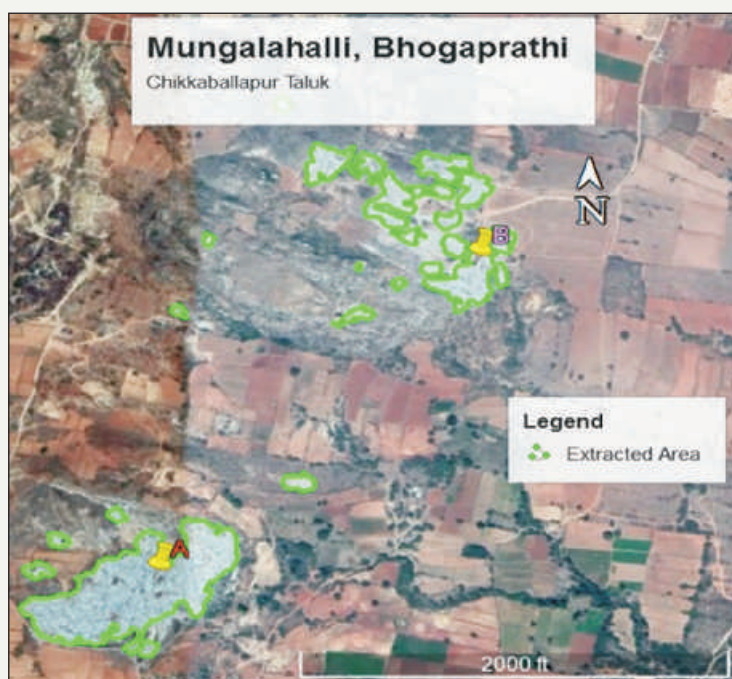 Mungalahalli, Bhogaprathi
Chikkaballapur Taluk
N
B
Legend
Extracted Area
A
2000 ft